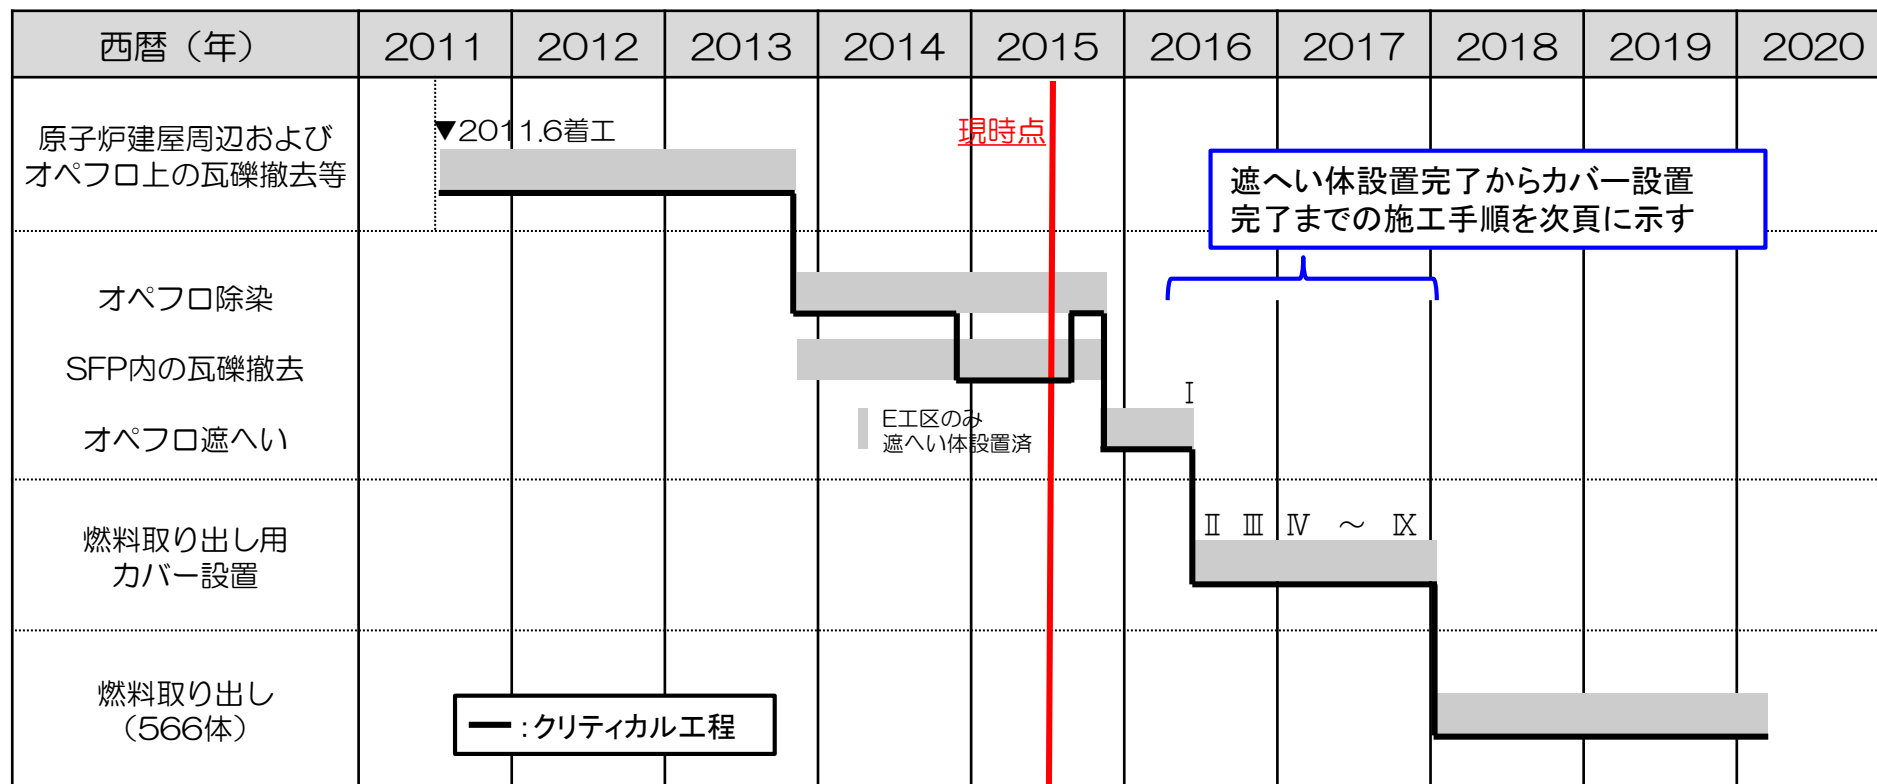 西暦（年）
2011
2012
2013
2014
2015
2016
2017
2018
2019
2020
原子炉建屋周辺および
オペフロ上の瓦礫撤去等
▼2011.6着工
現時点
遮へい体設置完了からカバー設置
完了までの施工手順を次頁に示す
オペフロ除染
SFP内の瓦礫撤去
オペフロ遮へい
E工区のみ
遮へい体設置済
Ⅰ
燃料取り出し用
カバー設置
Ⅱ Ⅲ Ⅳ ～ Ⅸ
燃料取り出し
（566体）
：クリティカル工程